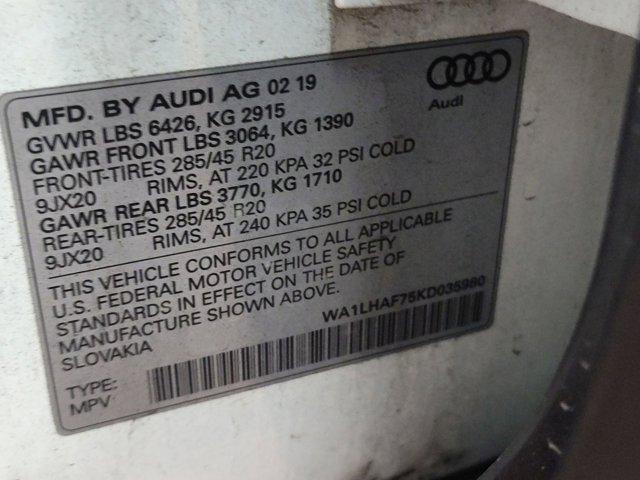 MFD. BY AUDI AG 02 19
GVWR LBS 6426, KG 2915
GAWR FRONT LBS 3064, KG 1390
FRONT-TIRES 285/45 R20
9JX20 RIMS, AT 220 KPA 32 PSI COLD
GAWR REAR LBS 3770, KG 1710
REAR-TIRES 285/45 R20
9JX20 RIMS, AT 240 KPA 35 PSI COLD
THIS VEHICLE CONFORMS TO ALL APPLICABLE
U.S. FEDERAL MOTOR VEHICLE SAFETY
STANDARDS IN EFFECT ON THE DATE OF
MANUFACTURE SHOWN ABOVE.
SLOVAKIA
WA1LHAF75KD035980
TYPE:
MPV
Audi